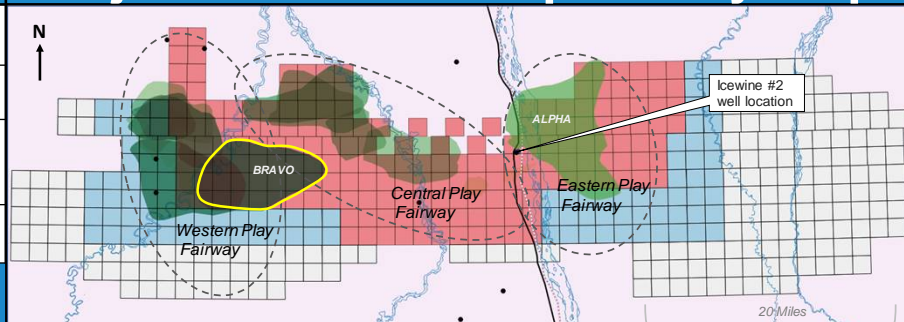 N
Icewine #2
well location
ALPHA
BRAVO
Central Play
Fairway
Eastern Play
Fairway
Western Play
Fairway
20 Miles